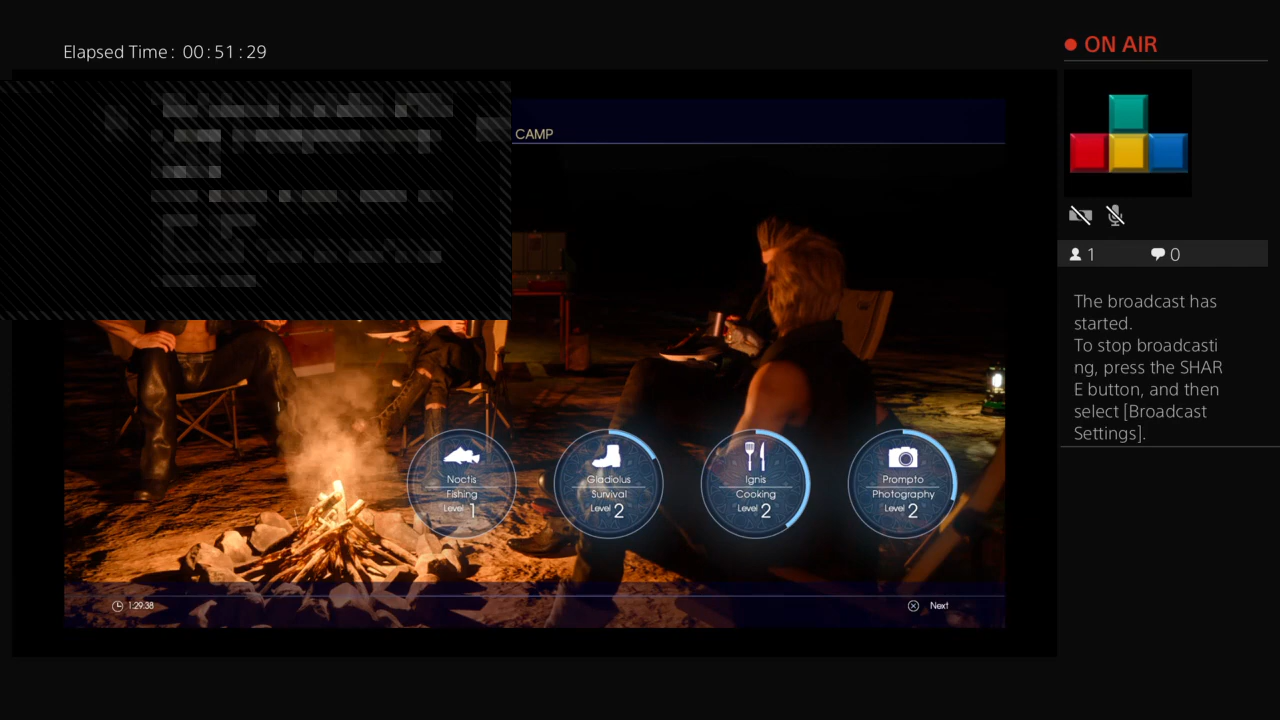 Elapsed Time: 00:51:29
ON AIR
CAMP
1
0
The broadcast has
started.
To stop broadcasti
ng, press the SHAR
E button, and then
select [Broadcast
Settings].
Noctis
Fishing
Level 1
Gladiolus
Survival
Level 2
Ignis
Cooking
Level 2
Prompto
Photography
Level 2
1:29:38
Next